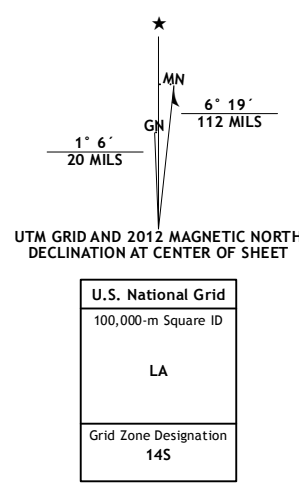 ★
MN
6° 19´
112 MILS
GN
1° 6´
20 MILS
UTM GRID AND 2012 MAGNETIC NORTH
DECLINATION AT CENTER OF SHEET
U.S. National Grid
100,000-m Square ID
LA
Grid Zone Designation
14S